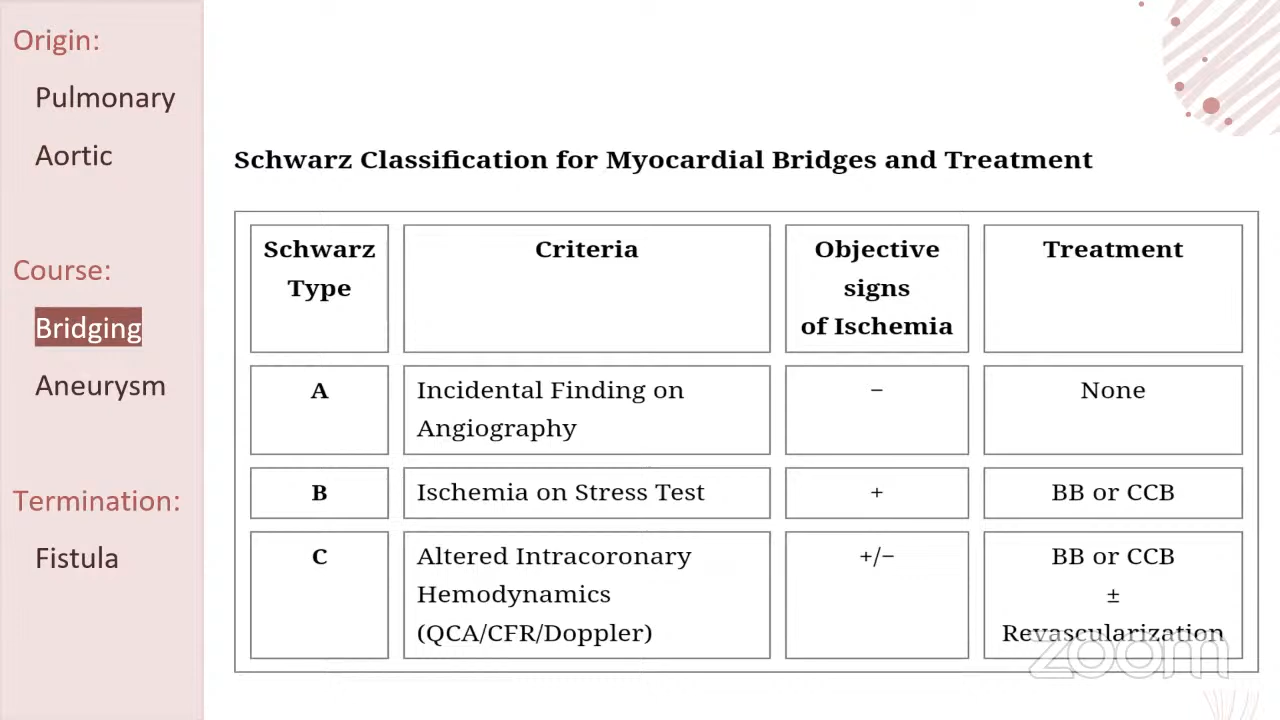 Origin:
Pulmonary
Aortic
Course:
Bridging
Aneurysm
Termination:
Fistula
Schwarz Classification for Myocardial Bridges and Treatment
Schwarz
Type
Criteria
Objective
signs
of Ischemia
Treatment
A
Incidental Finding on
Angiography
−
None
B
Ischemia on Stress Test
+
BB or CCB
C
Altered Intracoronary
Hemodynamics
(QCA/CFR/Doppler)
+/−
BB or CCB
±
Revascularization
zoom